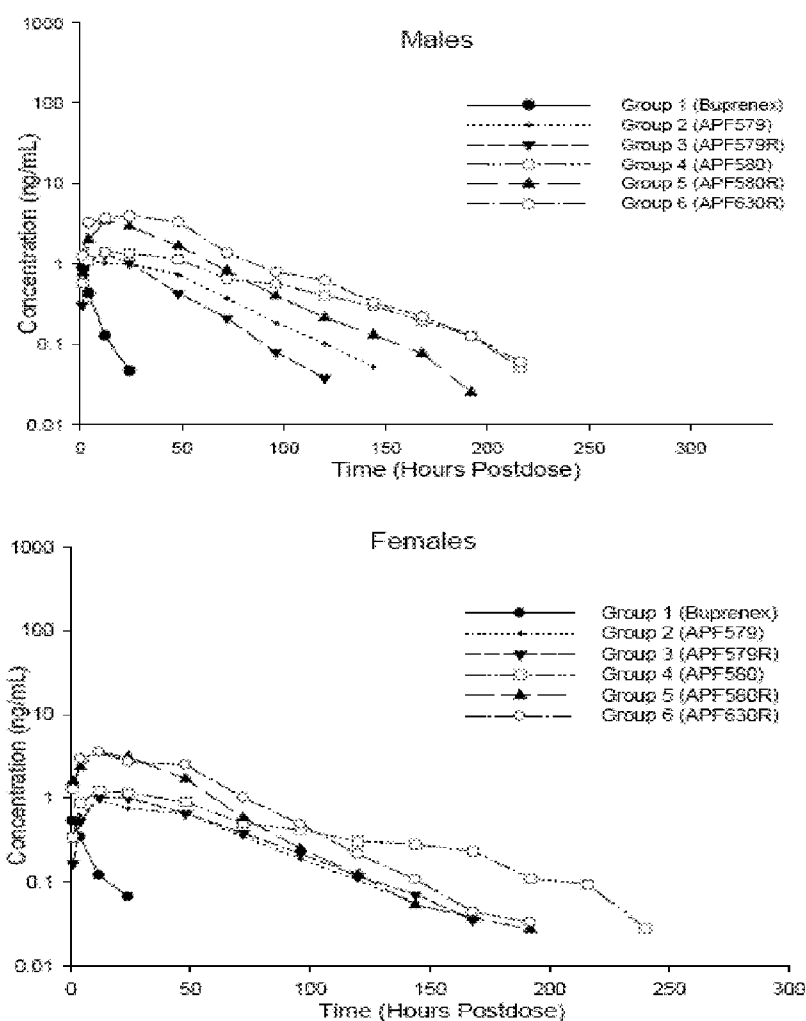 Males
1000
100
10
1
0.1
0.01
Concentration (ng/mL)
Group 1 (Buprenex)
Group 2 (APF579)
Group 3 (APF579R)
Group 4 (APF580)
Group 5 (APF580R)
Group 6 (APF630R)
0 50 100 150 200 250 300
Time (Hours Postdose)
Females
1000
100
10
1
0.1
0.01
Concentration (ng/mL)
Group 1 (Buprenex)
Group 2 (APF579)
Group 3 (APF579R)
Group 4 (APF580)
Group 5 (APF580R)
Group 6 (APF630R)
0 50 100 150 200 250 300
Time (Hours Postdose)